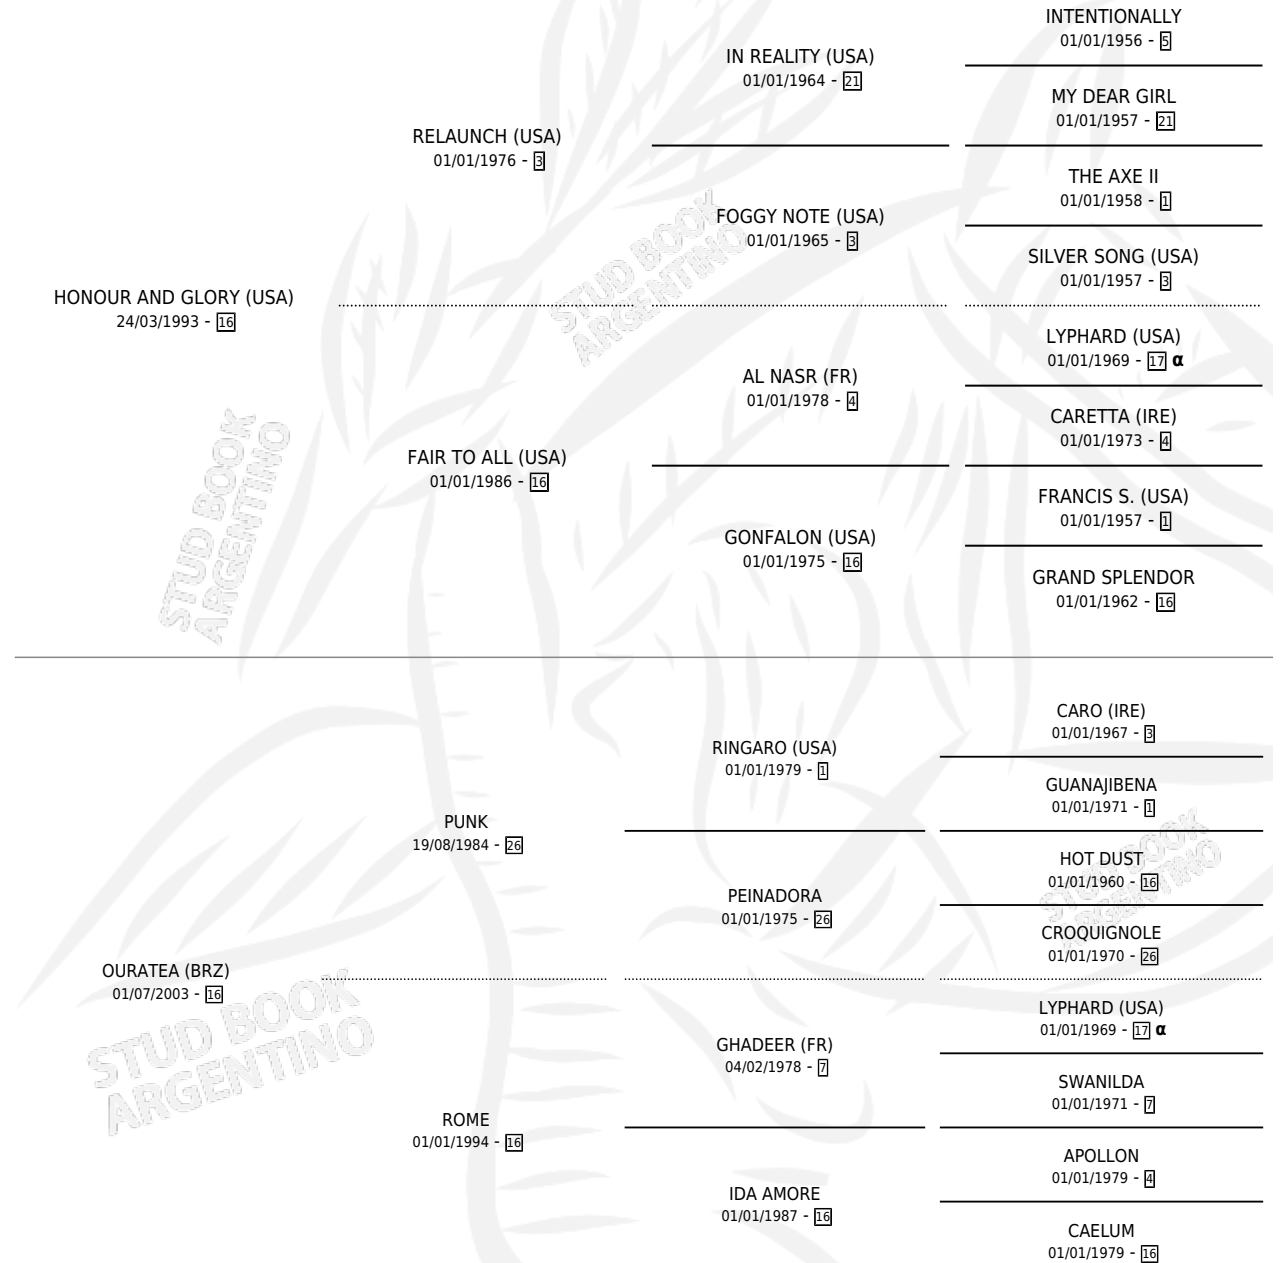 INTENTIONALLY
01/01/1956 - 5
IN REALITY (USA)
01/01/1964 - 21
MY DEAR GIRL
01/01/1957 - 21
RELAUNCH (USA)
01/01/1976 - 3
THE AXE II
01/01/1958 - 1
FOGGY NOTE (USA)
01/01/1965 - 3
SILVER SONG (USA)
01/01/1957 - 3
HONOUR AND GLORY (USA)
24/03/1993 - 16
LYPHARD (USA)
01/01/1969 - 17 α
AL NASR (FR)
01/01/1978 - 4
CARETTA (IRE)
01/01/1973 - 4
FAIR TO ALL (USA)
01/01/1986 - 16
FRANCIS S. (USA)
01/01/1957 - 1
GONFALON (USA)
01/01/1975 - 16
GRAND SPLENDOR
01/01/1962 - 16
CARO (IRE)
01/01/1967 - 3
RINGARO (USA)
01/01/1979 - 1
GUANAJIBENA
01/01/1971 - 1
PUNK
19/08/1984 - 26
HOT DUST
01/01/1960 - 16
PEINADORA
01/01/1975 - 26
CROQUIGNOLE
01/01/1970 - 26
OURATEA (BRZ)
01/07/2003 - 16
LYPHARD (USA)
01/01/1969 - 17 α
GHADEER (FR)
04/02/1978 - 7
SWANILDA
01/01/1971 - 7
ROME
01/01/1994 - 16
APOLLON
01/01/1979 - 4
IDA AMORE
01/01/1987 - 16
CAELUM
01/01/1979 - 16
STUD BOOK
ARGENTINO
STUD BOOK
ARGENTINO
STUD BOOK
ARGENTINO
STUD BOOK
ARGENTINO